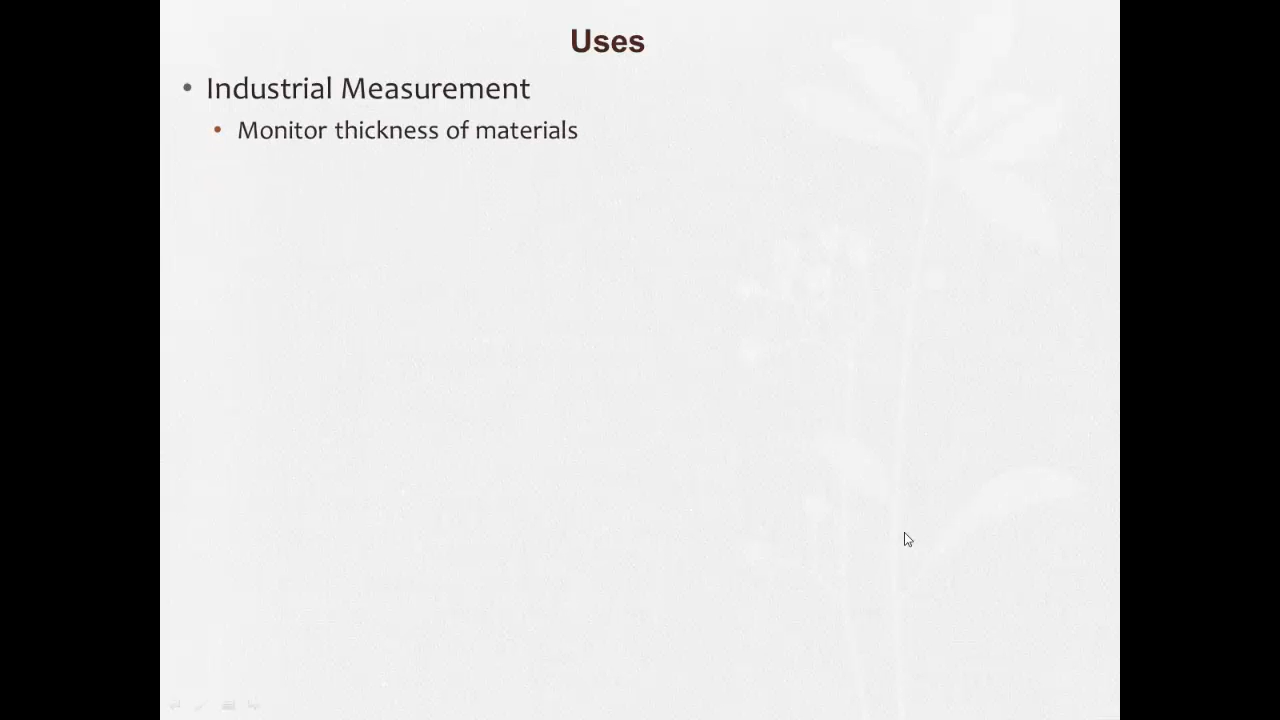 Uses
• Industrial Measurement
• Monitor thickness of materials